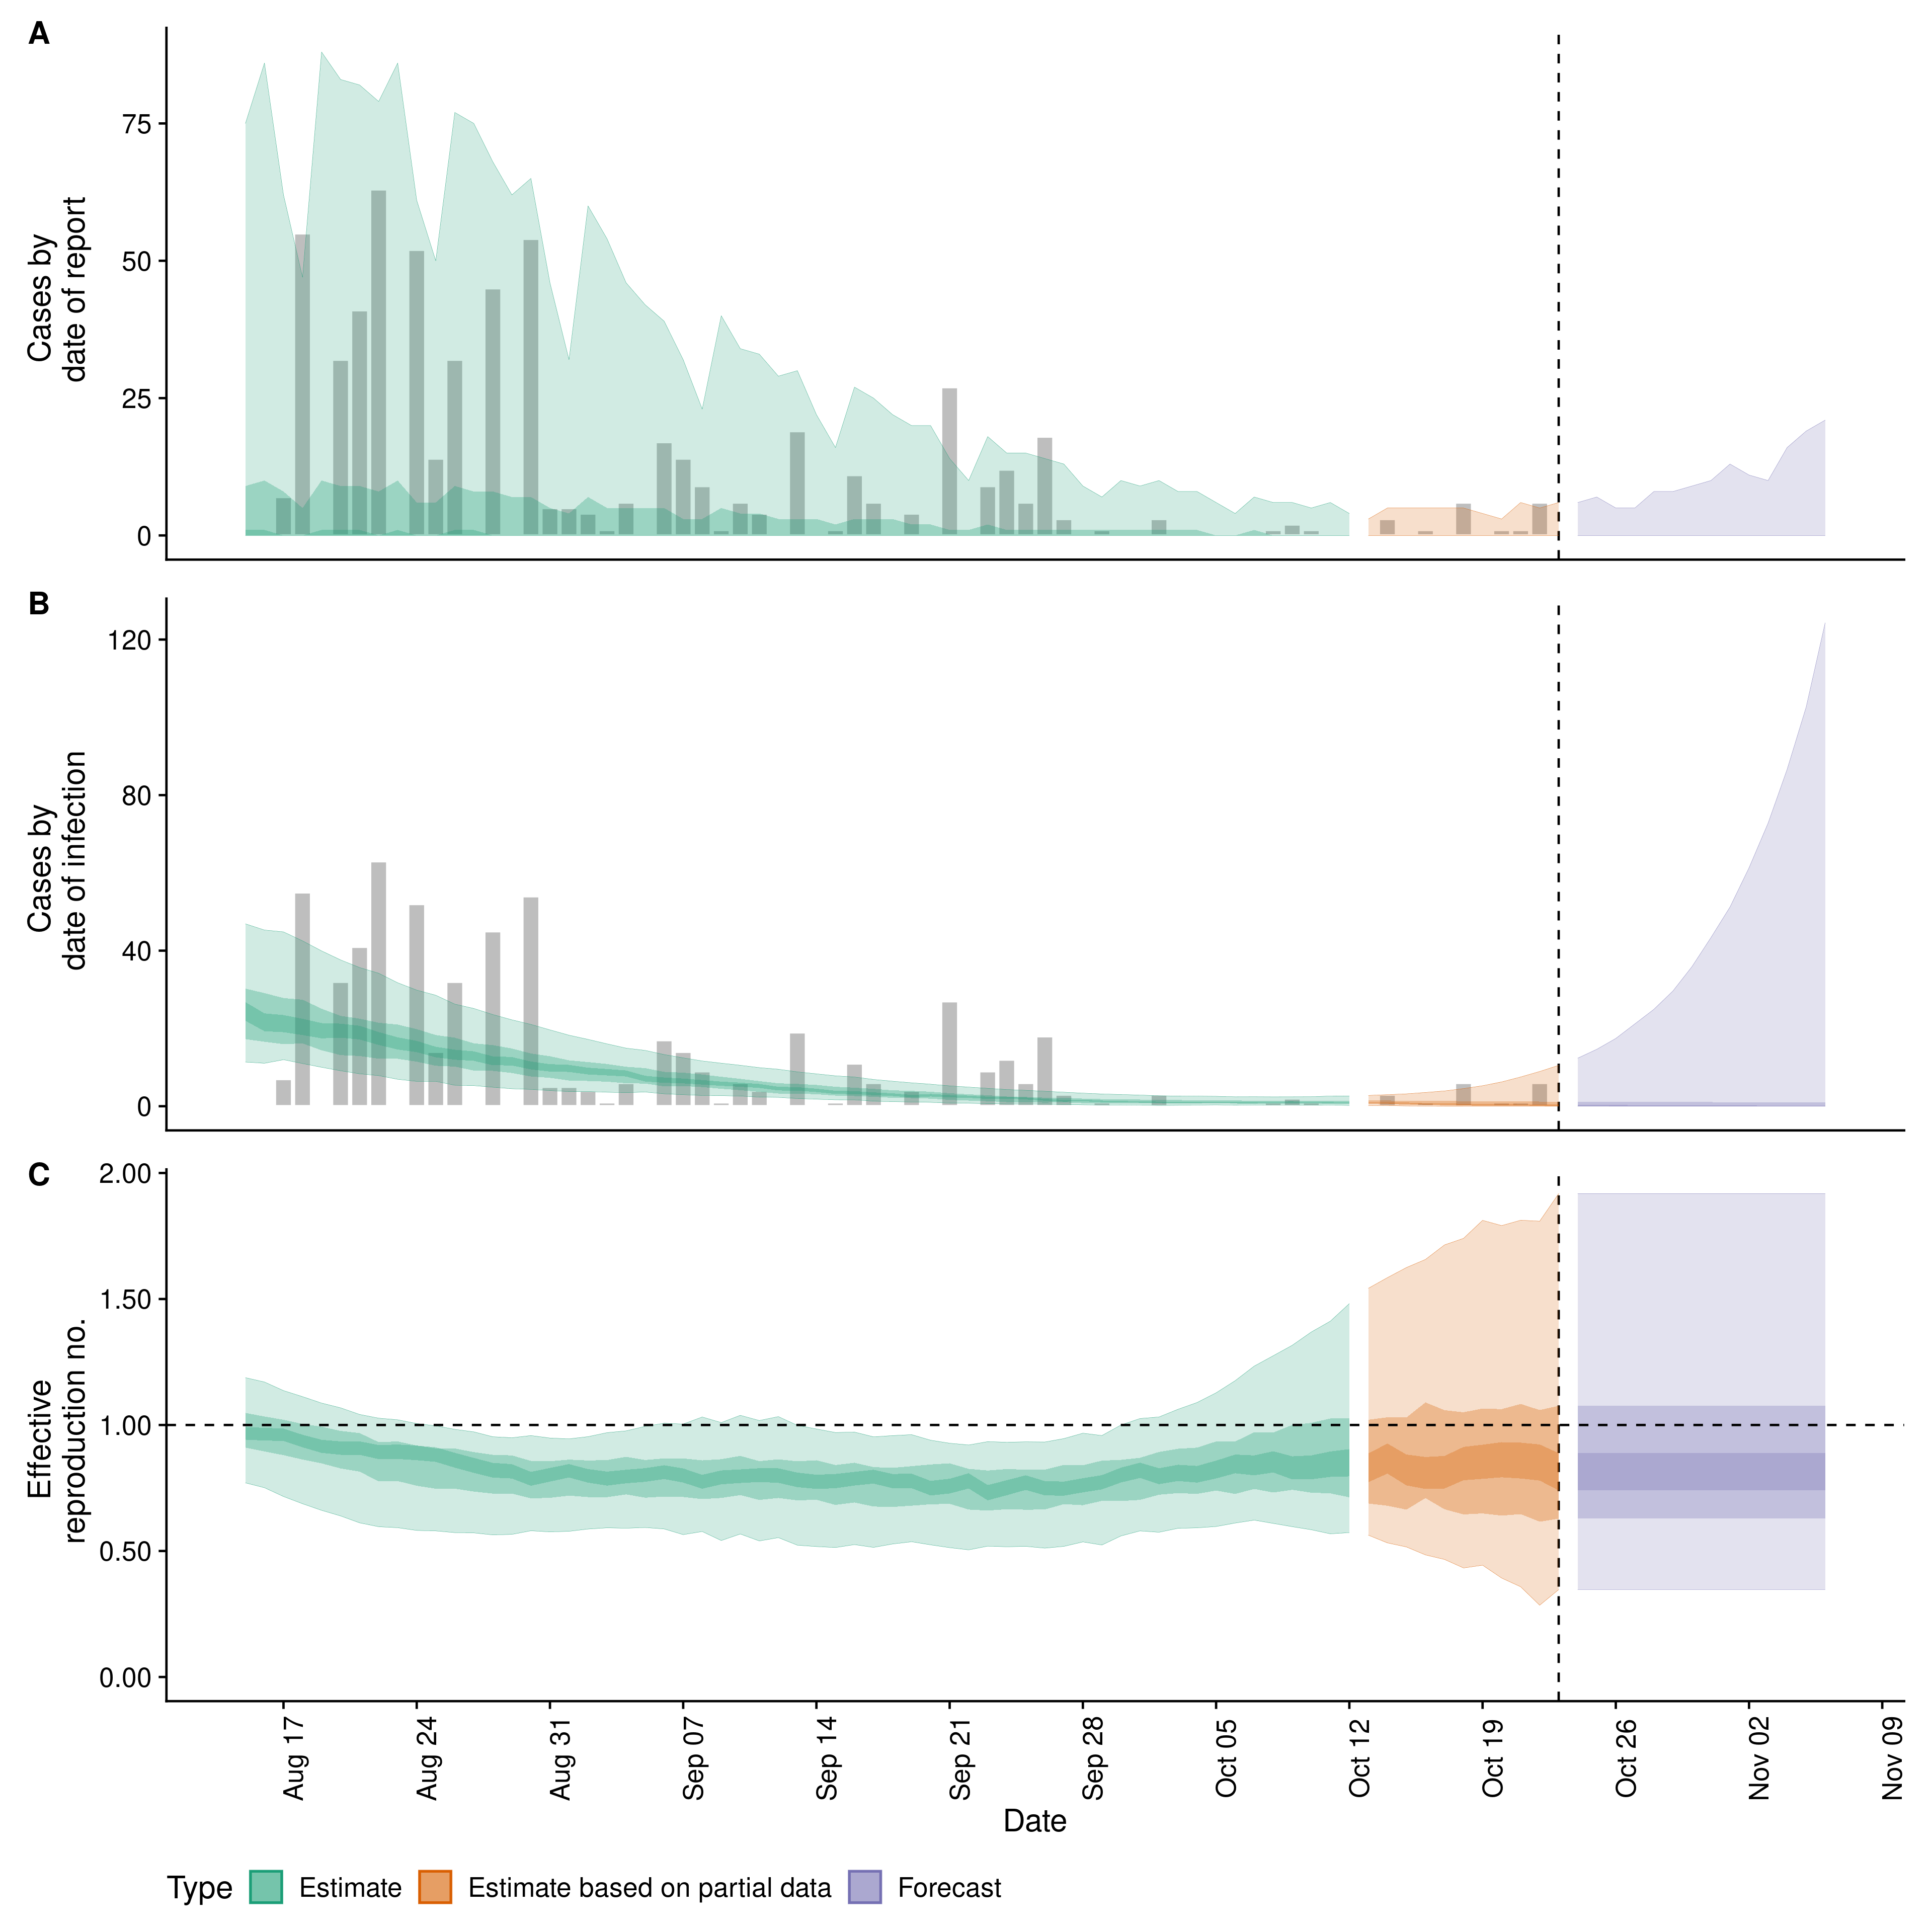 A
Cases by
date of report
75
50
25
0
B
Cases by
date of infection
120
80
40
0
C
Effective
reproduction no.
2.00
1.50
1.00
0.50
0.00
Aug 17
Aug 24
Aug 31
Sep 07
Sep 14
Sep 21
Sep 28
Oct 05
Oct 12
Oct 19
Oct 26
Nov 02
Nov 09
Date
Type Estimate Estimate based on partial data Forecast